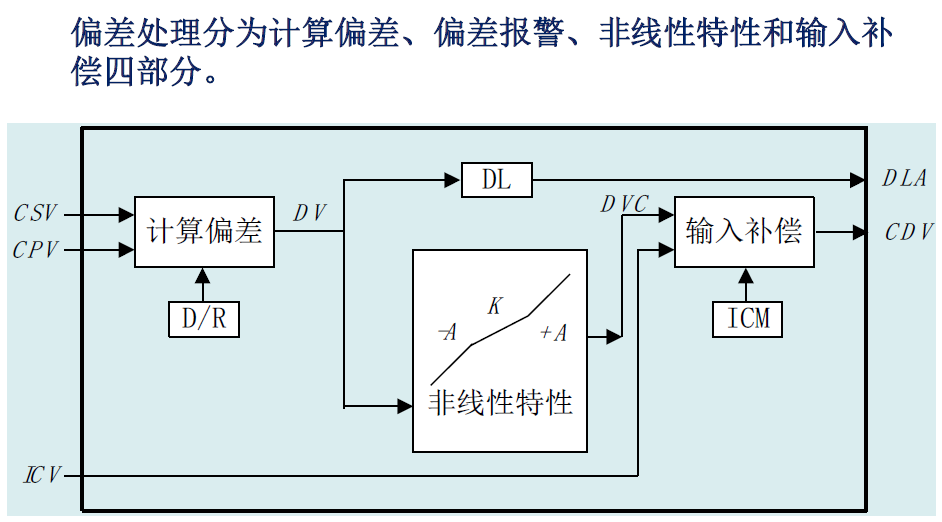 偏差处理分为计算偏差、偏差报警、非线性特性和输入补
偿四部分。
DL
DLA
CSV
DV
DVC
计算偏差
输入补偿
CDV
CPV
D/R
K
-A
+A
ICM
非线性特性
ICV